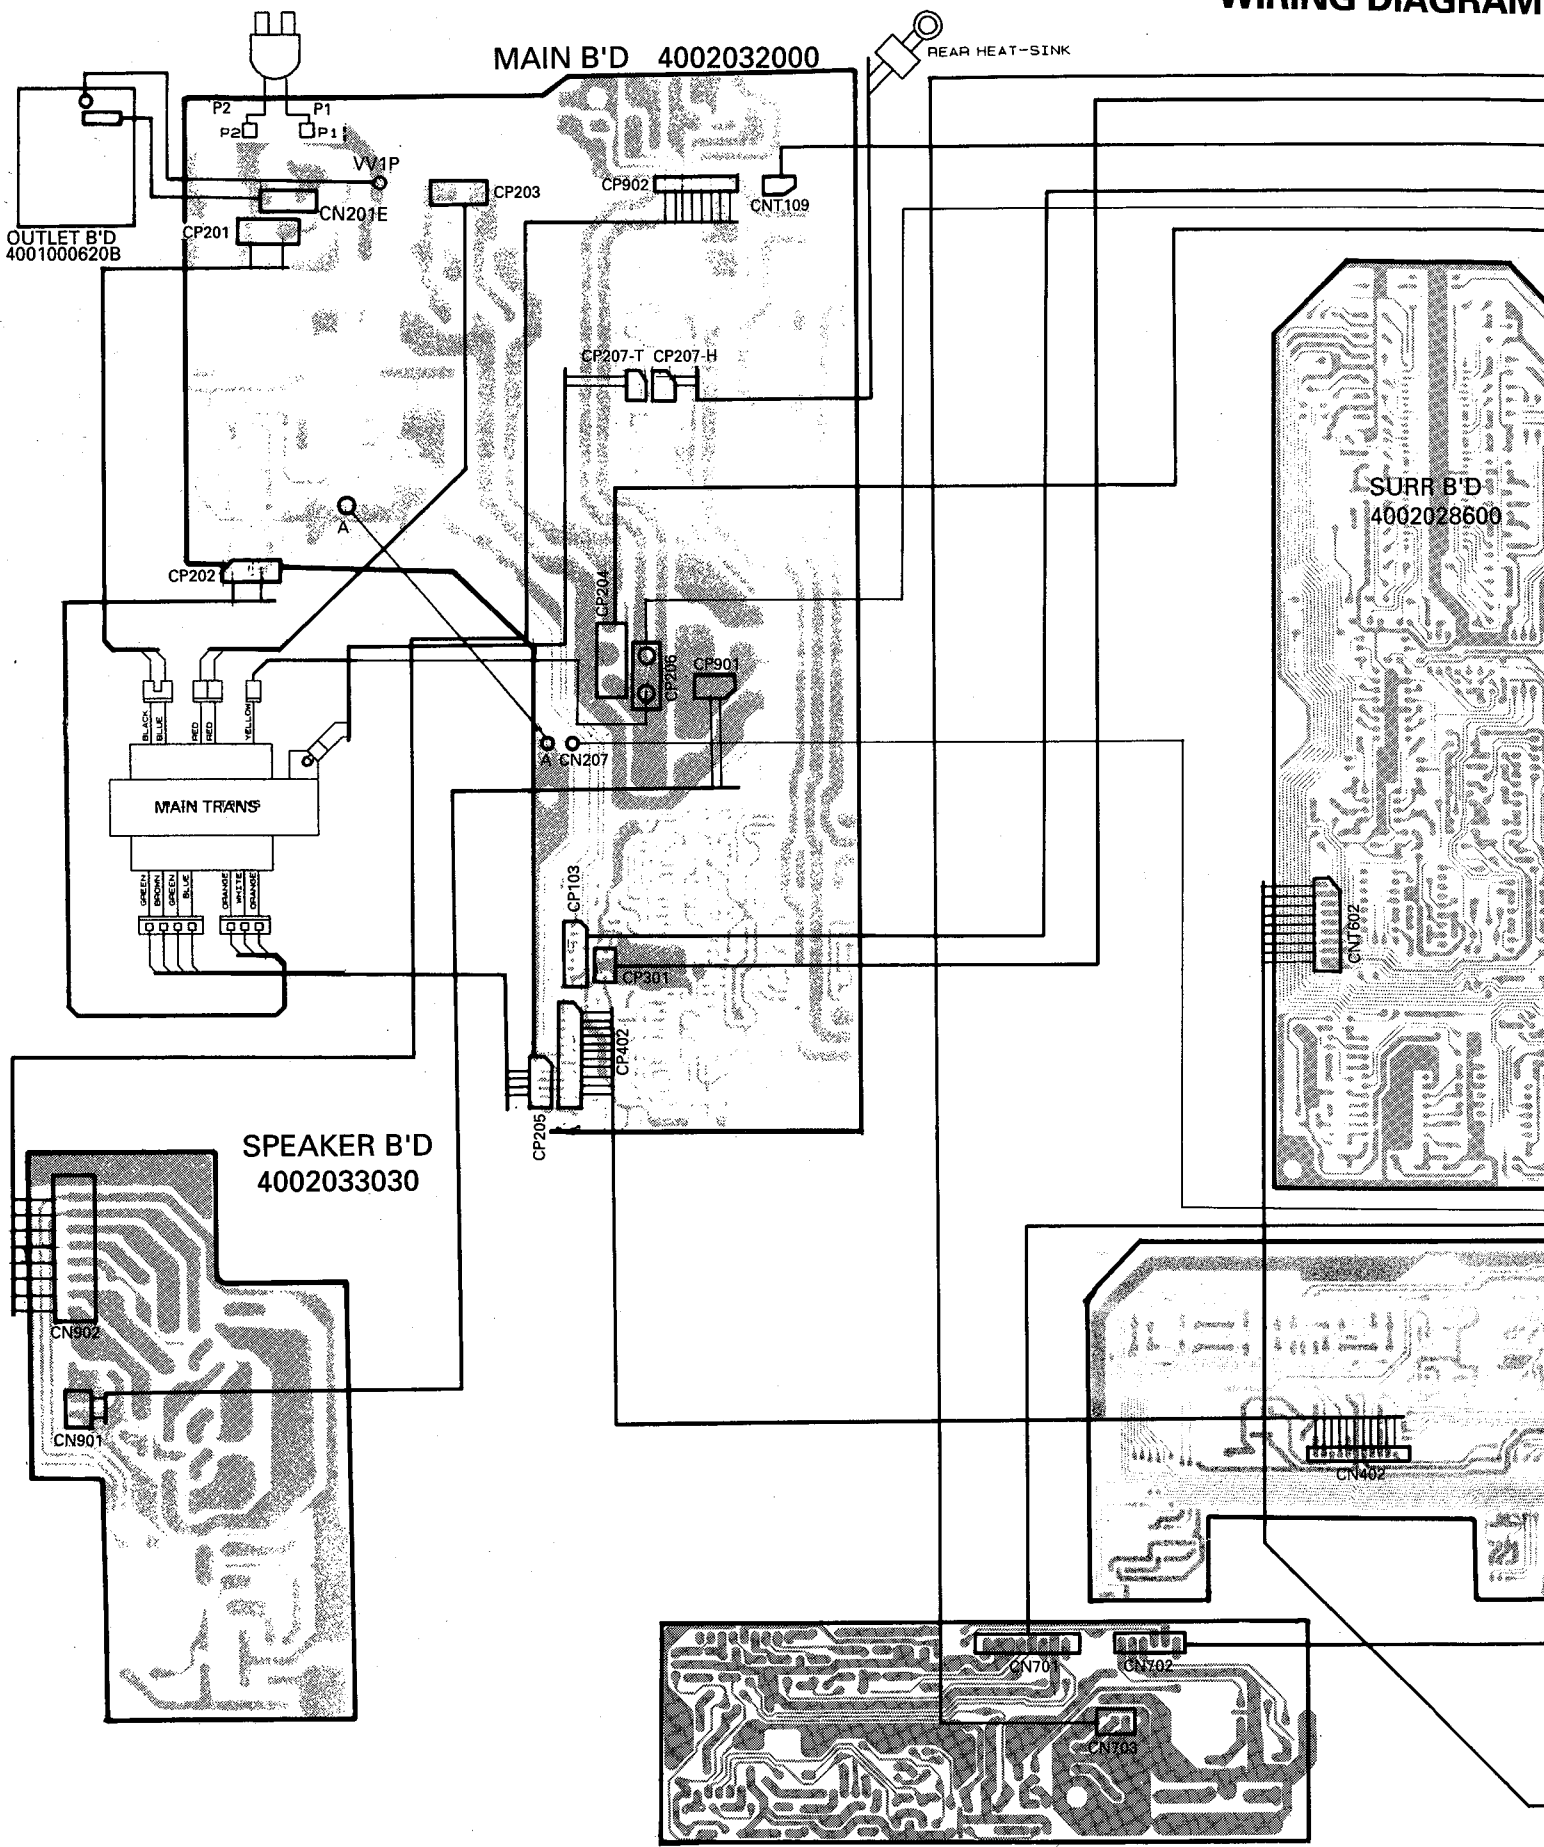 WIRING DIAGRAM
MAIN B'D 4002032000
REAR HEAT-SINK
P2
P1
P2
P1
VV1P
CN201E
CP203
CP902
CNT109
CP201
OUTLET B'D
4001000620B
CP207-T
CP207-H
SURR B'D
4002028600
A
CP202
CP204
CP206
CP901
BLACK
BLUE
RED
RED
YELLOW
A
CN207
MAIN TRANS
GREEN
BROWN
GREEN
BLUE
ORANGE
WHITE
ORANGE
CP103
CNT602
CP301
CP402
CP205
SPEAKER B'D
4002033030
CN902
CN901
CN402
CN701
CN702
CN703